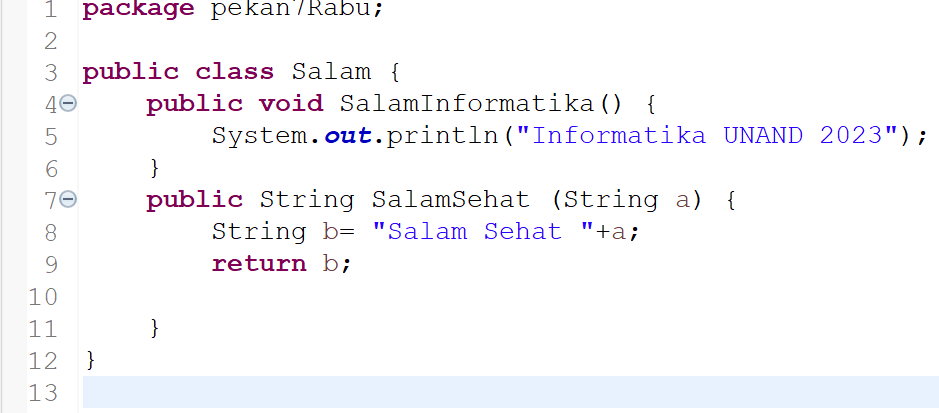 1 package pekan7Rabu;
2
3 public class Salam {
4 public void SalamInformatika() {
5 System.out.println("Informatika UNAND 2023");
6 }
7 public String SalamSehat (String a) {
8 String b= "Salam Sehat "+a;
9 return b;
10
11 }
12 }
13